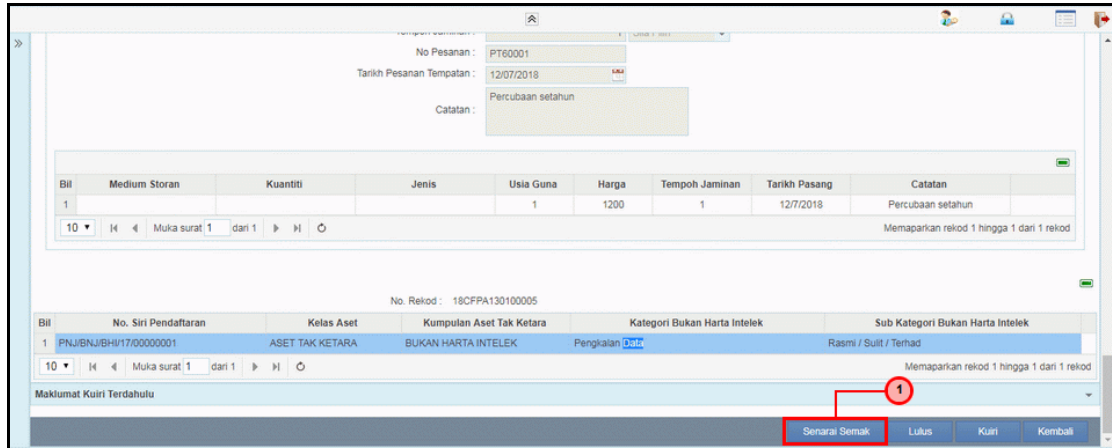 No Pesanan : PT60001
Tarikh Pesanan Tempatan : 12/07/2018
Catatan : Percubaan setahun
Bil Medium Storan Kuantiti Jenis Usia Guna Harga Tempoh Jaminan Tarikh Pasang Catatan
1 1 1200 1 12/7/2018 Percubaan setahun
10 Muka surat 1 dari 1 Memaparkan rekod 1 hingga 1 dari 1 rekod
No. Rekod : 18CFPA130100005
Bil No. Siri Pendaftaran Kelas Aset Kumpulan Aset Tak Ketara Kategori Bukan Harta Intelek Sub Kategori Bukan Harta Intelek
1 PNJ/BNJ/BHI/17/00000001 ASET TAK KETARA BUKAN HARTA INTELEK Pengkalan Data Rasmi / Sulit / Terhad
10 Muka surat 1 dari 1 Memaparkan rekod 1 hingga 1 dari 1 rekod
Maklumat Kuiri Terdahulu
1
Senarai Semak Lulus Kuiri Kembali